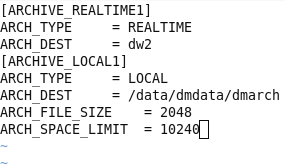 [ARCHIVE_REALTIME1]
ARCH_TYPE     = REALTIME
ARCH_DEST     = dw2
[ARCHIVE_LOCAL1]
ARCH_TYPE     = LOCAL
ARCH_DEST     = /data/dmdata/dmarch
ARCH_FILE_SIZE    = 2048
ARCH_SPACE_LIMIT  = 10240
~
~